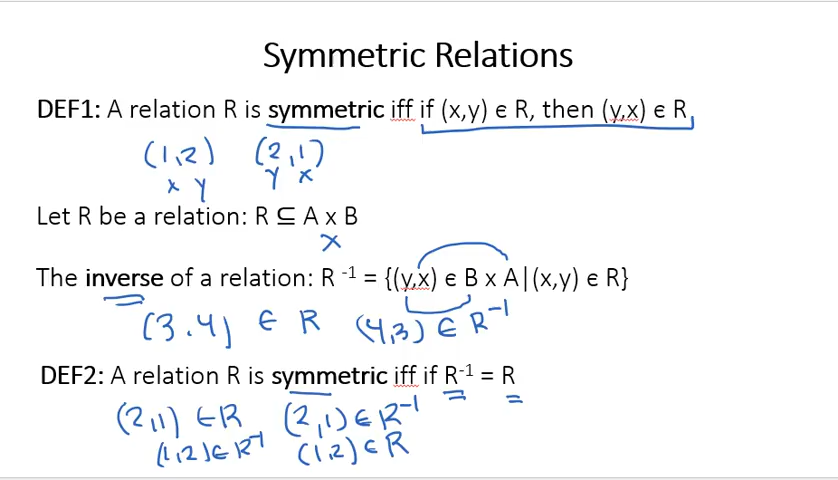 Symmetric Relations
DEF1: A relation R is symmetric iff if (x,y) ϵ R, then (y,x) ϵ R
(1,2) (2,1)
x y y x
Let R be a relation: R ⊆ A x B
x
The inverse of a relation: R ⁻¹ = {(y,x) ϵ B x A|(x,y) ϵ R}
(3.4) ∈ R (4,3) ∈ R⁻¹
DEF2: A relation R is symmetric iff if R⁻¹ = R
(2,1) ∈ R (2,1) ∈ R⁻¹
(1,2) ∈ R⁻¹ (1,2) ∈ R